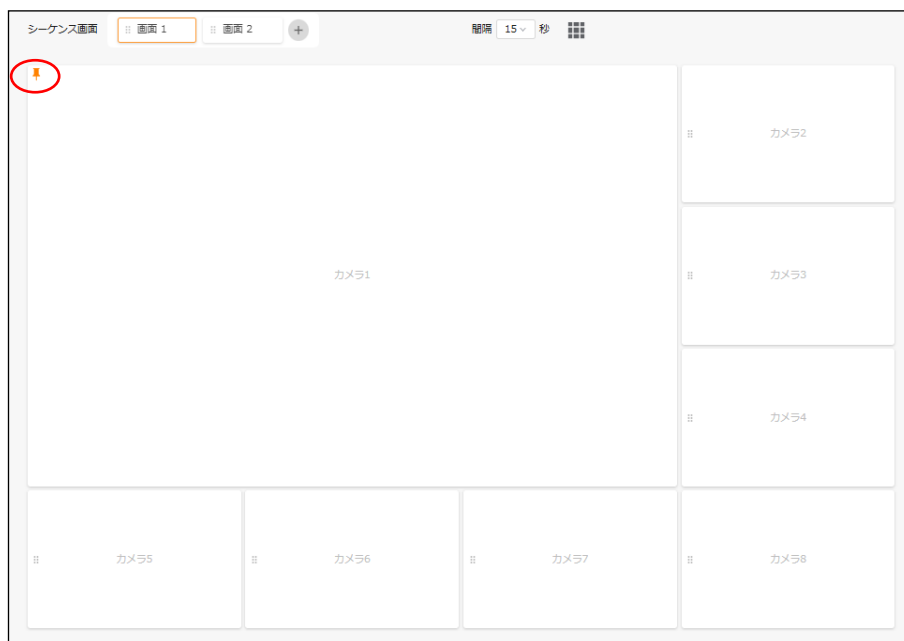 シーケンス画面 画面 1 画面 2 + 間隔 15 秒
カメラ2
カメラ1
カメラ3
カメラ4
カメラ5 カメラ6 カメラ7 カメラ8